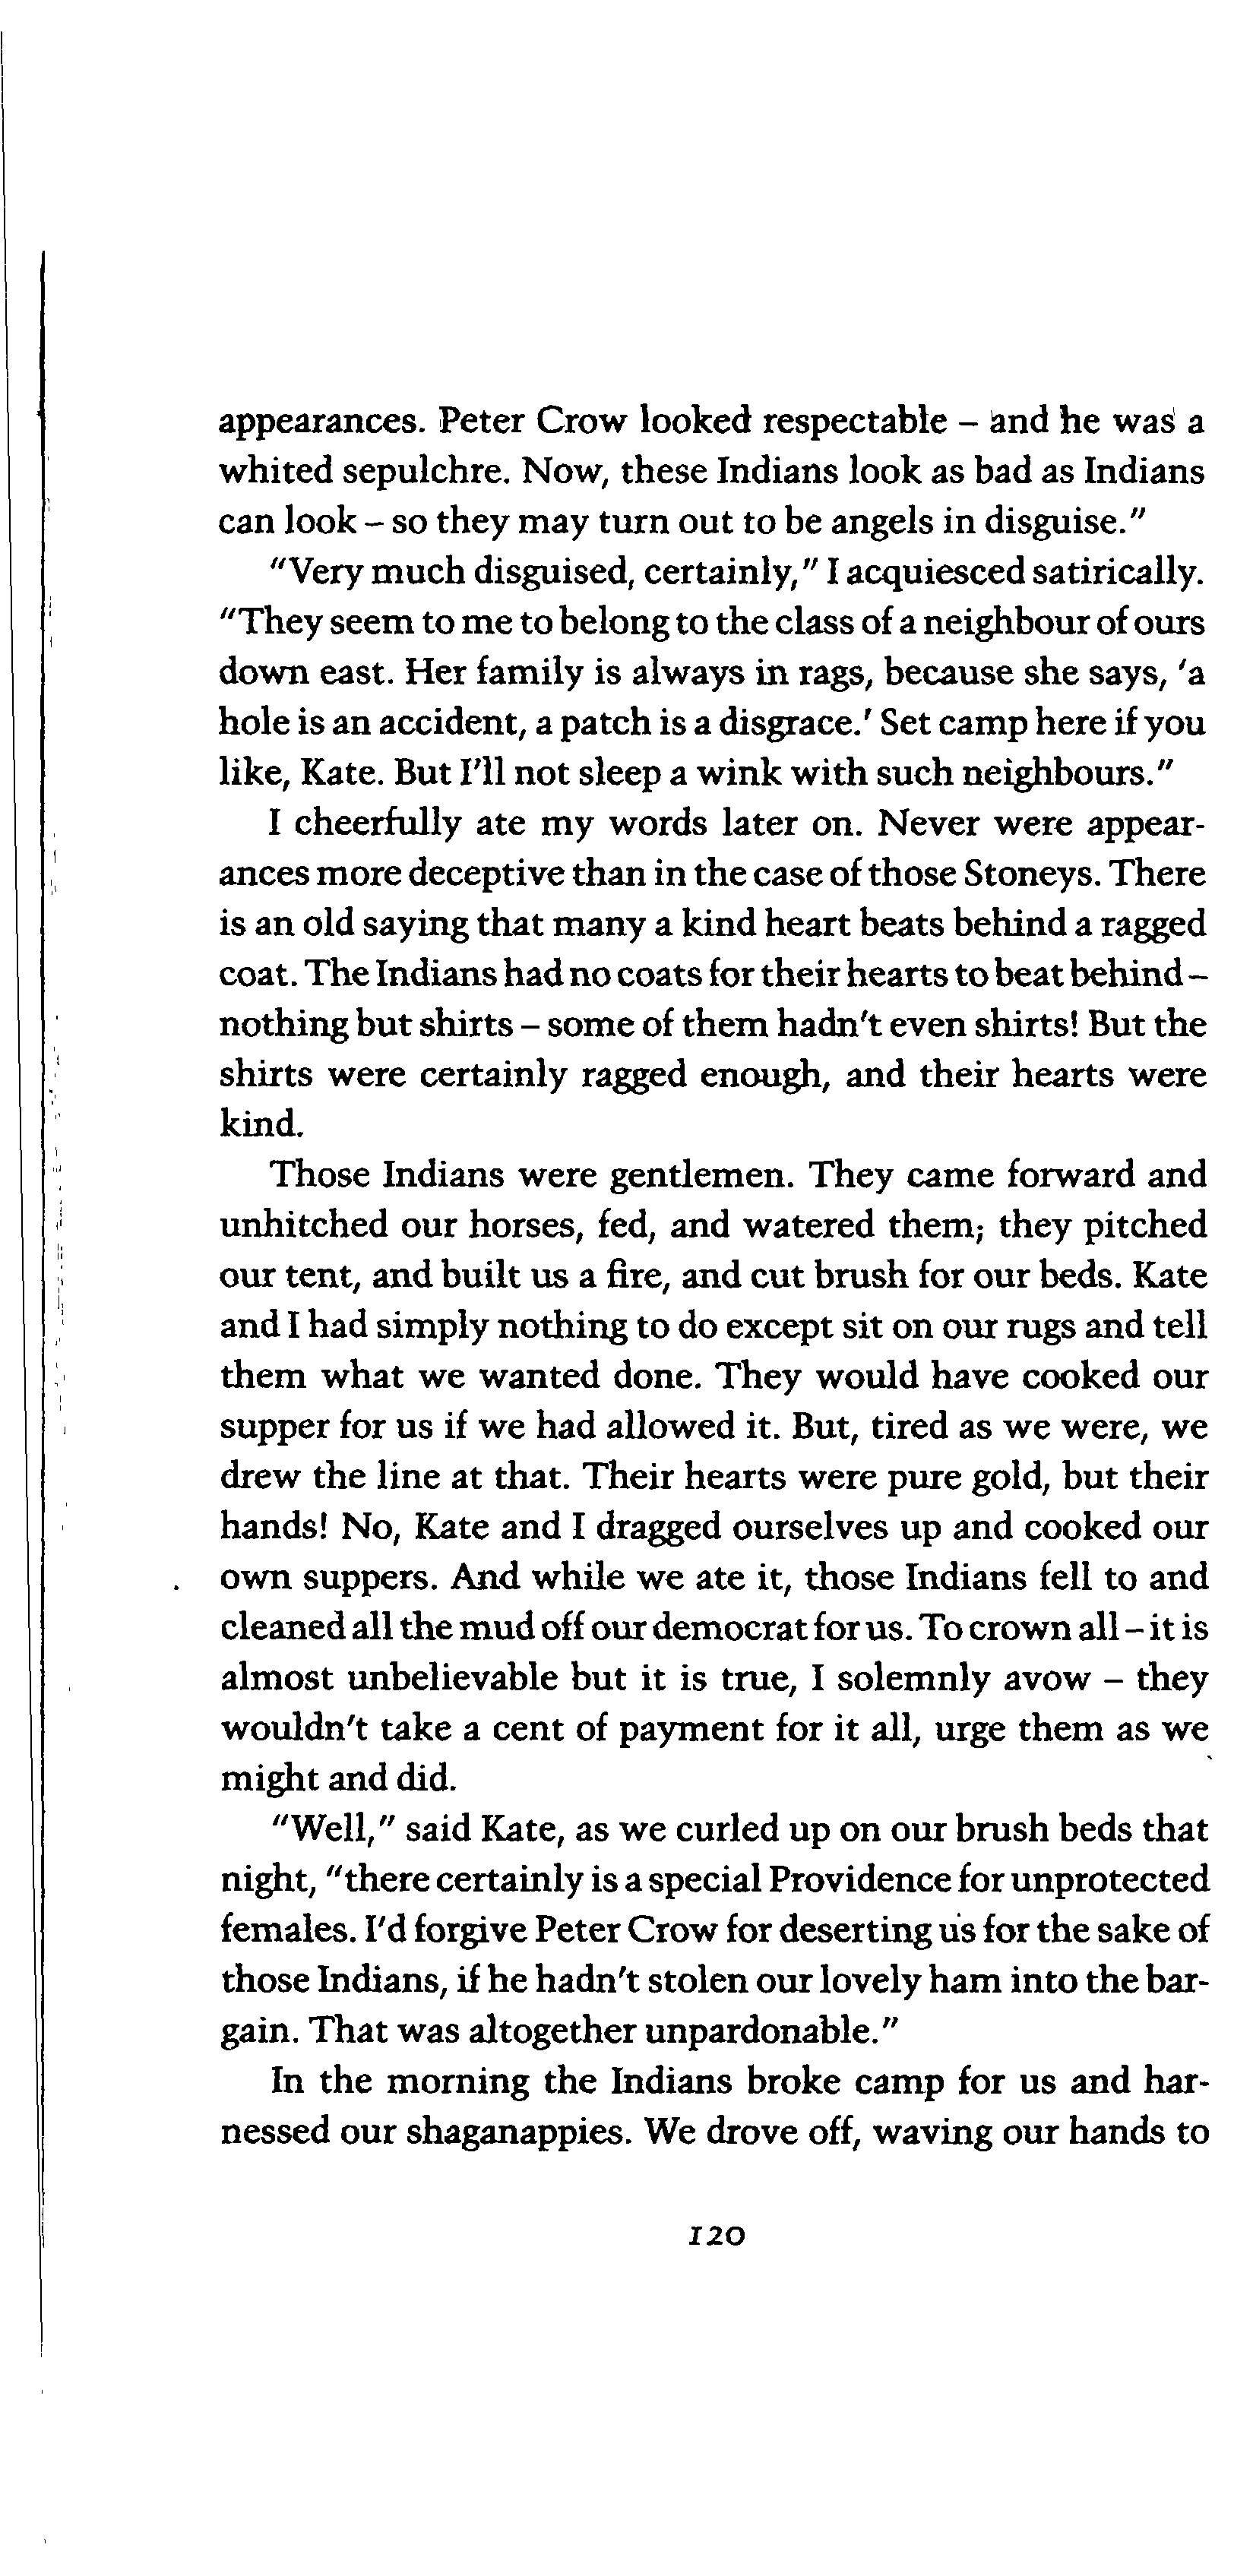 appearances. Peter Crow looked respectable – and he was a
whited sepulchre. Now, these Indians look as bad as Indians
can look – so they may turn out to be angels in disguise."
"Very much disguised, certainly," I acquiesced satirically.
"They seem to me to belong to the class of a neighbour of ours
down east. Her family is always in rags, because she says, 'a
hole is an accident, a patch is a disgrace.' Set camp here if you
like, Kate. But I'll not sleep a wink with such neighbours."
I cheerfully ate my words later on. Never were appear-
ances more deceptive than in the case of those Stoneys. There
is an old saying that many a kind heart beats behind a ragged
coat. The Indians had no coats for their hearts to beat behind –
nothing but shirts – some of them hadn't even shirts! But the
shirts were certainly ragged enough, and their hearts were
kind.
Those Indians were gentlemen. They came forward and
unhitched our horses, fed, and watered them; they pitched
our tent, and built us a fire, and cut brush for our beds. Kate
and I had simply nothing to do except sit on our rugs and tell
them what we wanted done. They would have cooked our
supper for us if we had allowed it. But, tired as we were, we
drew the line at that. Their hearts were pure gold, but their
hands! No, Kate and I dragged ourselves up and cooked our
own suppers. And while we ate it, those Indians fell to and
cleaned all the mud off our democrat for us. To crown all – it is
almost unbelievable but it is true, I solemnly avow – they
wouldn't take a cent of payment for it all, urge them as we
might and did.
"Well," said Kate, as we curled up on our brush beds that
night, "there certainly is a special Providence for unprotected
females. I'd forgive Peter Crow for deserting us for the sake of
those Indians, if he hadn't stolen our lovely ham into the bar-
gain. That was altogether unpardonable."
In the morning the Indians broke camp for us and har-
nessed our shaganappies. We drove off, waving our hands to
120